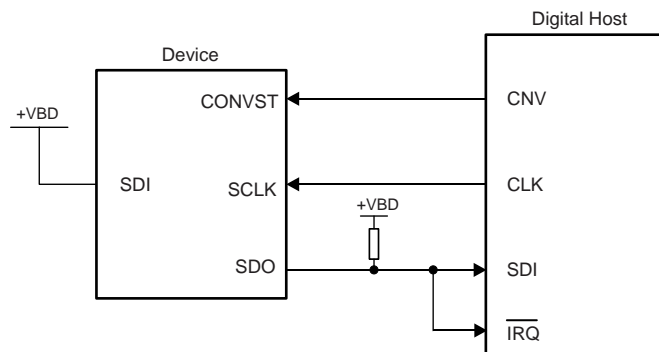 Digital Host
Device
CONVST
CNV
+VBD
SDI
SCLK
CLK
+VBD
SDO
SDI
IRQ